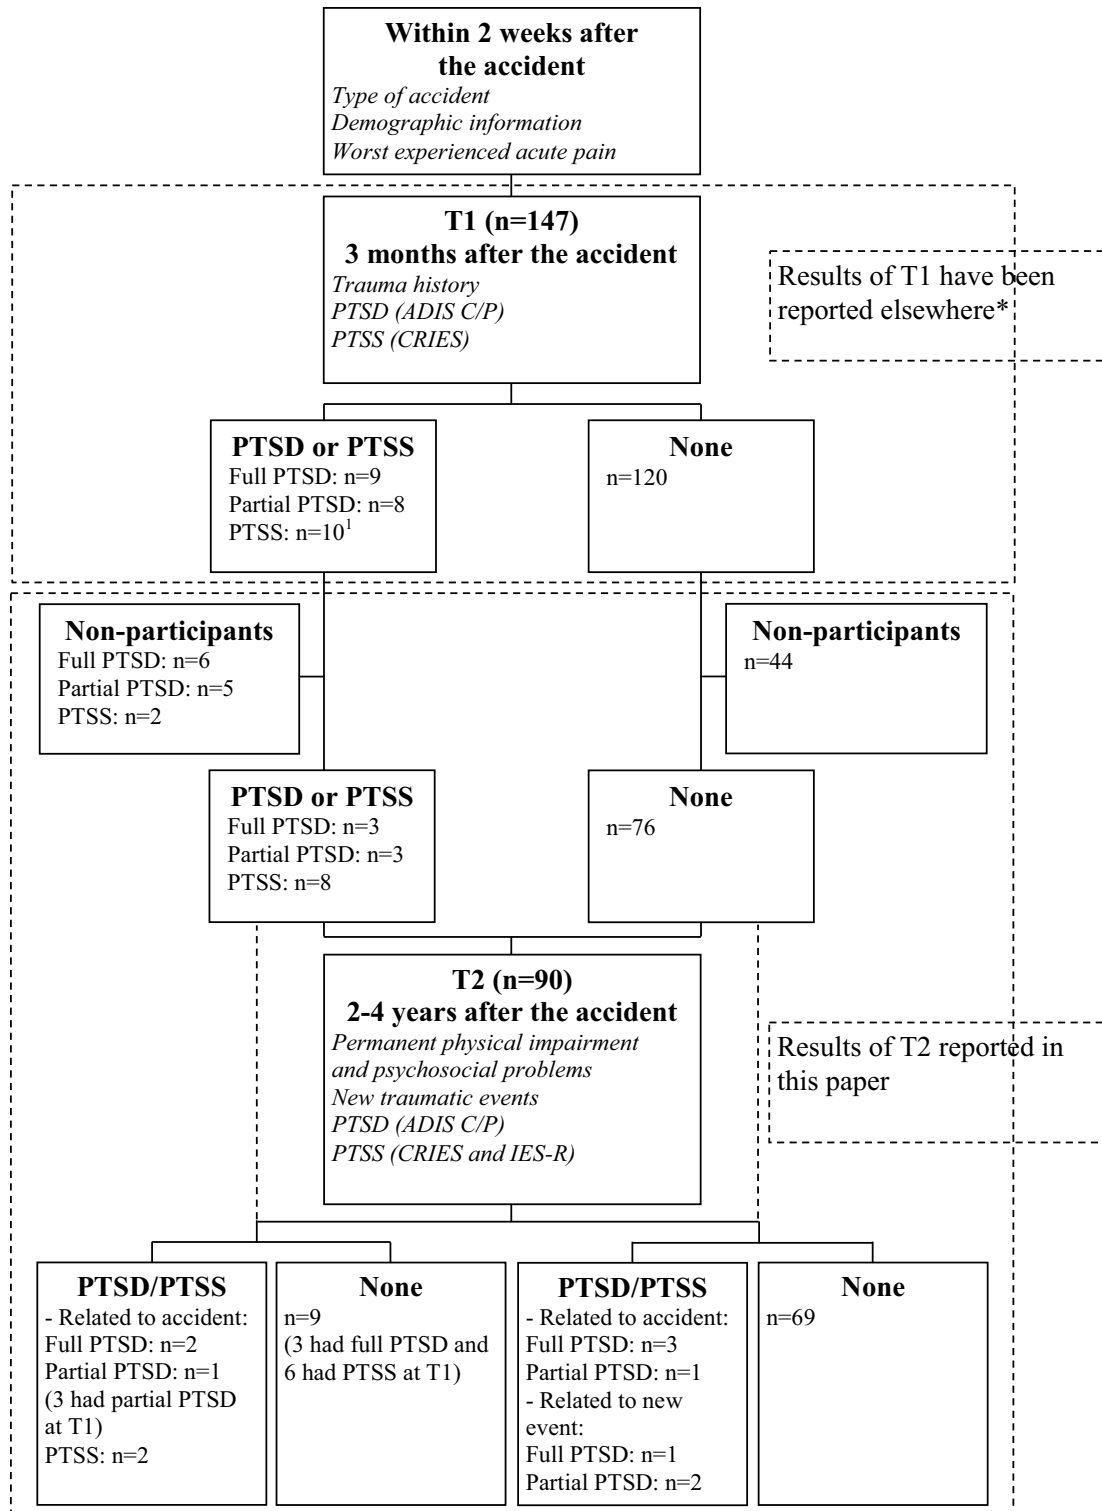 Within 2 weeks after
the accident
Type of accident
Demographic information
Worst experienced acute pain
T1 (n=147)
3 months after the accident
Trauma history
PTSD (ADIS C/P)
PTSS (CRIES)
Results of T1 have been
reported elsewhere*
PTSD or PTSS
Full PTSD: n=9
Partial PTSD: n=8
PTSS: n=10¹
None
n=120
Non-participants
Full PTSD: n=6
Partial PTSD: n=5
PTSS: n=2
Non-participants
n=44
PTSD or PTSS
Full PTSD: n=3
Partial PTSD: n=3
PTSS: n=8
None
n=76
T2 (n=90)
2-4 years after the accident
Permanent physical impairment
and psychosocial problems
New traumatic events
PTSD (ADIS C/P)
PTSS (CRIES and IES-R)
Results of T2 reported in
this paper
PTSD/PTSS
- Related to accident:
Full PTSD: n=2
Partial PTSD: n=1
(3 had partial PTSD
at T1)
PTSS: n=2
None
n=9
(3 had full PTSD and
6 had PTSS at T1)
PTSD/PTSS
- Related to accident:
Full PTSD: n=3
Partial PTSD: n=1
- Related to new
event:
Full PTSD: n=1
Partial PTSD: n=2
None
n=69